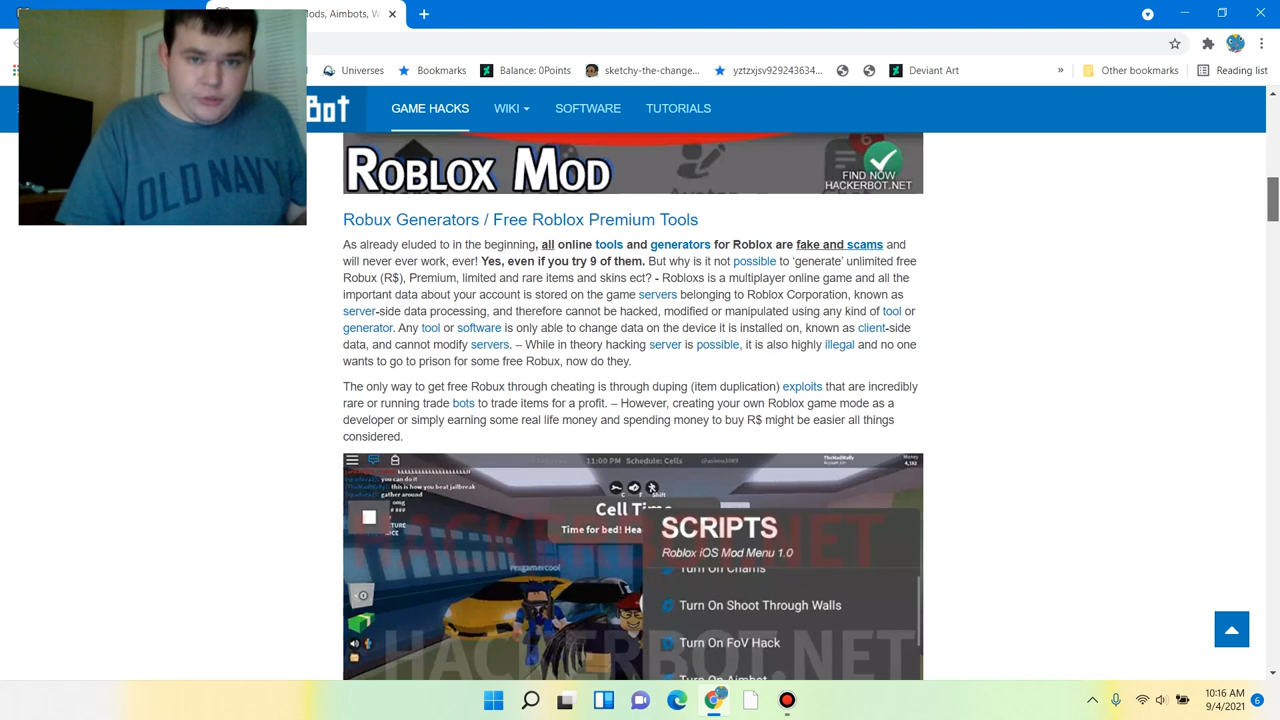 ods, Aimbots, W
Universes
Bookmarks
Balance: Events
sketchy-the-change...
yztzxjsv929236624...
Deviant Art
»
Other bookmarks
Reading list
OLD NAVY
Bot
GAME HACKS
WIKI
SOFTWARE
TUTORIALS
ROBLOX MOD
FIND NOW
HACKERBOT.NET
Robux Generators / Free Roblox Premium Tools
As already eluded to in the beginning, all online tools and generators for Roblox are fake and scams and
will never ever work, ever! Yes, even if you try 9 of them. But why is it not possible to ‘generate’ unlimited free
Robux (R$), Premium, limited and rare items and skins ect? - Robloxs is a multiplayer online game and all the
important data about your account is stored on the game servers belonging to Roblox Corporation, known as
server-side data processing, and therefore cannot be hacked, modified or manipulated using any kind of tool or
generator. Any tool or software is only able to change data on the device it is installed on, known as client-side
data, and cannot modify servers. – While in theory hacking server is possible, it is also highly illegal and no one
wants to go to prison for some free Robux, now do they.
The only way to get free Robux through cheating is through duping (item duplication) exploits that are incredibly
rare or running trade bots to trade items for a profit. – However, creating your own Roblox game mode as a
developer or simply earning some real life money and spending money to buy R$ might be easier all things
considered.
11:00 PM Schedule: Cells
you can do it
this is how you beat jailbreak
gather around
omg
Shift
Money
4,192
Cell Time
Time for bed! Hea
SCRIPTS
Roblox iOS Mod Menu 1.0
Turn On Chams
Turn On Shoot Through Walls
Turn On FoV Hack
Turn On Aimbot
HACKERBOT.NET
HACKERBOT.NET
10:16 AM
9/4/2021
6